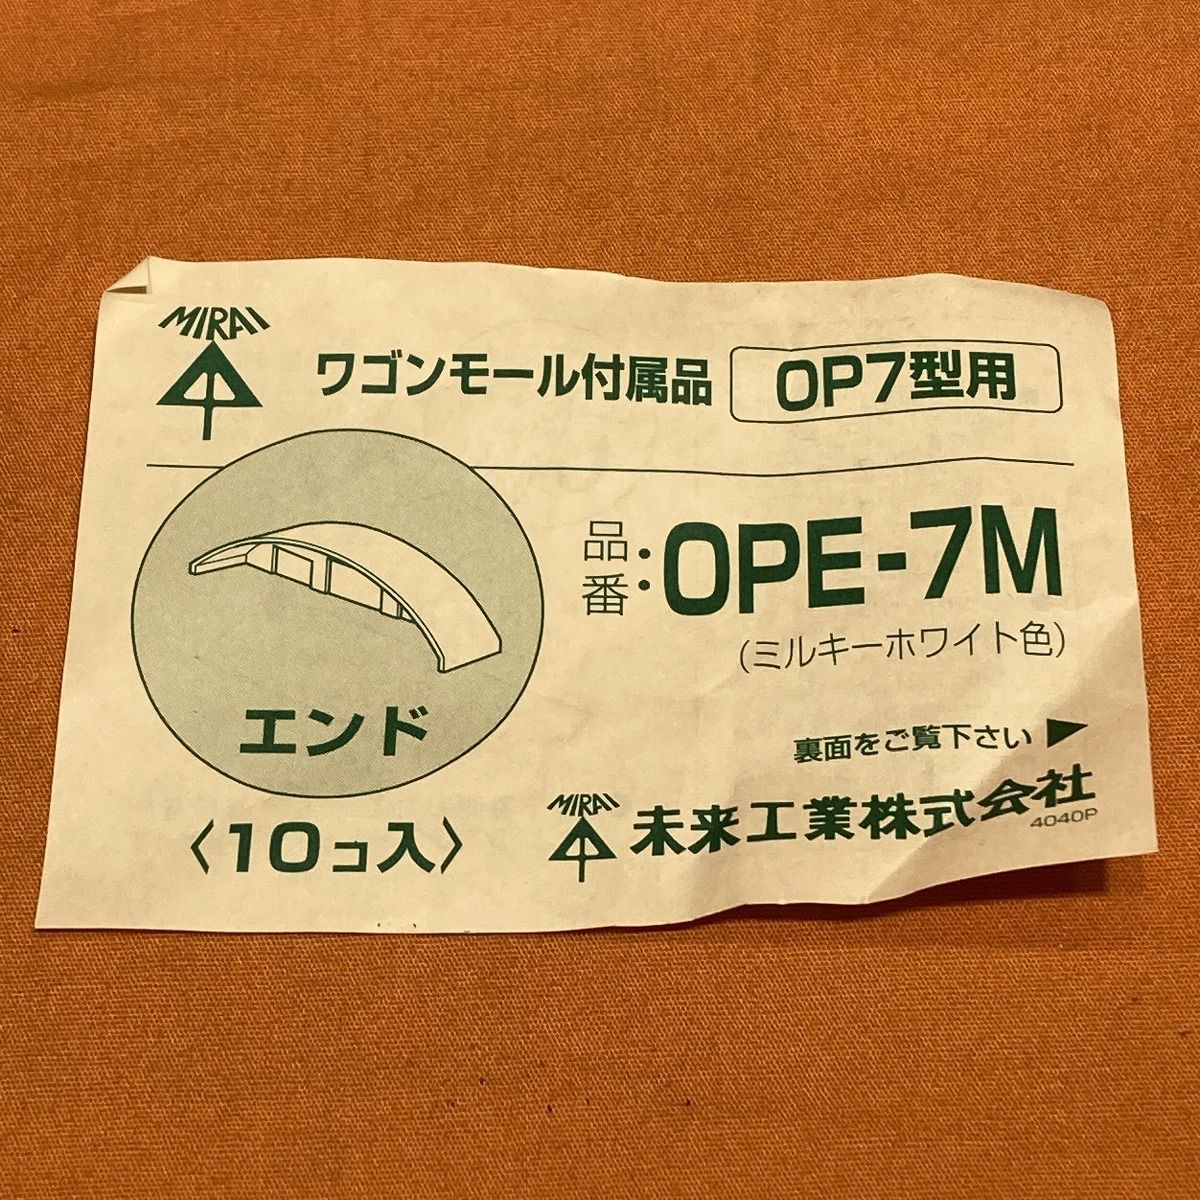 MIRAI
ワゴンモール付属品 OP7型用
品番:OPE-7M
(ミルキーホワイト色)
エンド
〈10コ入〉
裏面をご覧下さい▶
MIRAI 未来工業株式会社
4040P